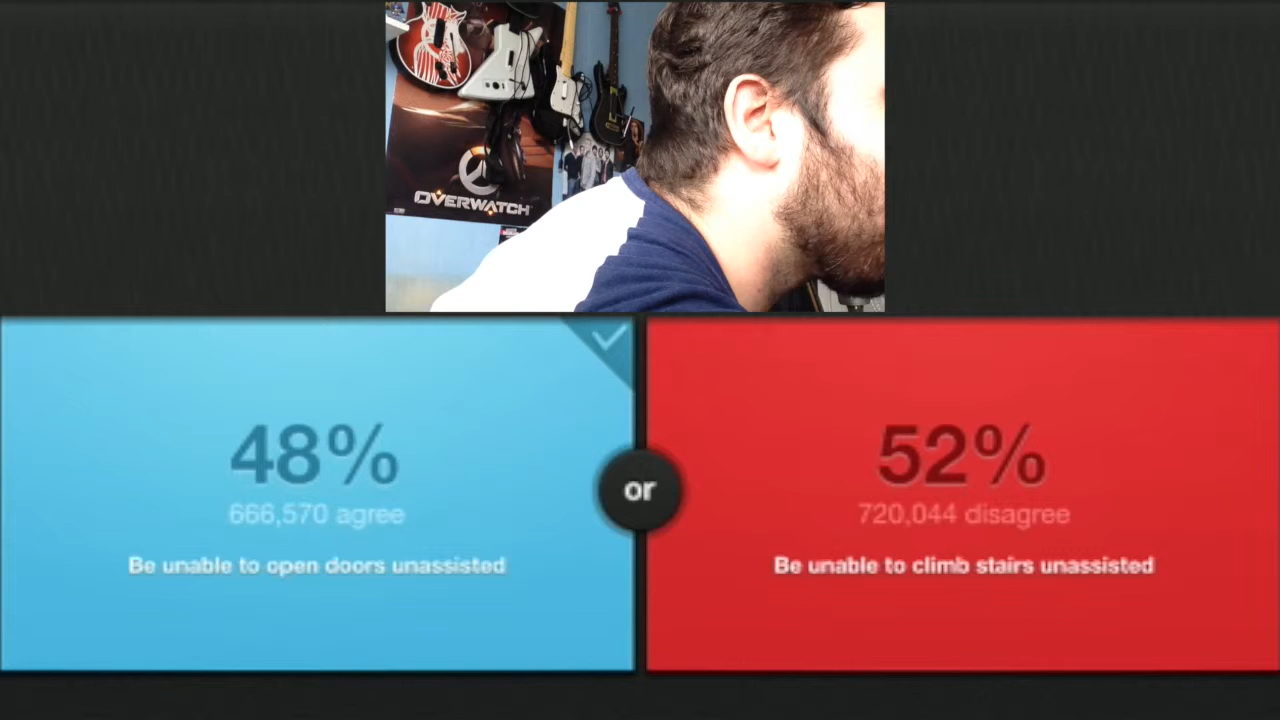 OVERWATCH
48%
666,570 agree
Be unable to open doors unassisted
or
52%
720,044 disagree
Be unable to climb stairs unassisted